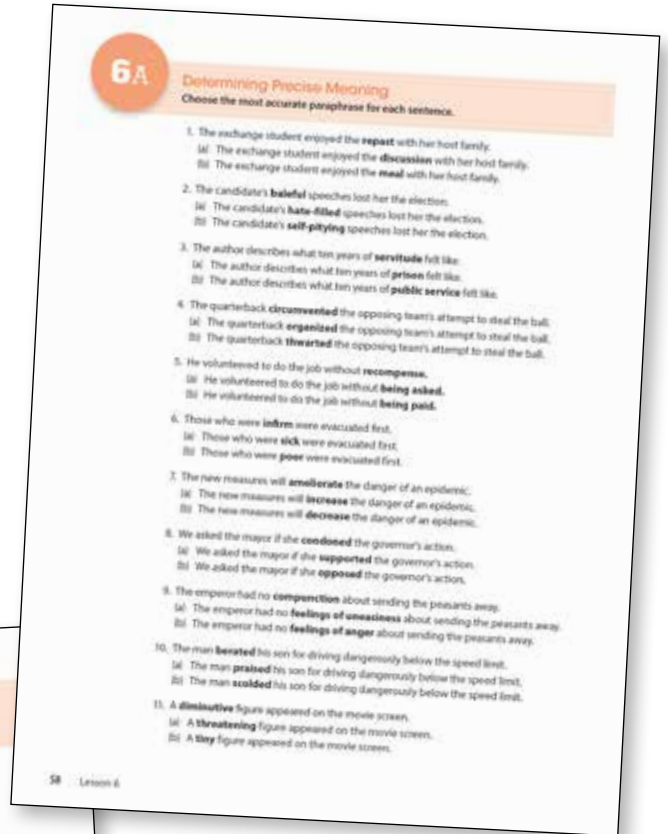 6A
Determining Precise Meaning
Choose the most accurate paraphrase for each sentence.
1. The exchange student enjoyed the repast with her host family.
(a) The exchange student enjoyed the discussion with her host family.
(b) The exchange student enjoyed the meal with her host family.
2. The candidate's baleful speeches lost her the election.
(a) The candidate's hate-filled speeches lost her the election.
(b) The candidate's self-pitying speeches lost her the election.
3. The author describes what ten years of servitude felt like.
(a) The author describes what ten years of prison felt like.
(b) The author describes what ten years of public service felt like.
4. The quarterback circumvented the opposing team's attempt to steal the ball.
(a) The quarterback organized the opposing team's attempt to steal the ball.
(b) The quarterback thwarted the opposing team's attempt to steal the ball.
5. He volunteered to do the job without recompense.
(a) He volunteered to do the job without being asked.
(b) He volunteered to do the job without being paid.
6. Those who were infirm were evacuated first.
(a) Those who were sick were evacuated first.
(b) Those who were poor were evacuated first.
7. The new measures will ameliorate the danger of an epidemic.
(a) The new measures will increase the danger of an epidemic.
(b) The new measures will decrease the danger of an epidemic.
8. We asked the mayor if she condoned the governor's action.
(a) We asked the mayor if she supported the governor's action.
(b) We asked the mayor if she opposed the governor's action.
9. The emperor had no compunction about sending the peasants away.
(a) The emperor had no feelings of uneasiness about sending the peasants away.
(b) The emperor had no feelings of anger about sending the peasants away.
10. The man berated his son for driving dangerously below the speed limit.
(a) The man praised his son for driving dangerously below the speed limit.
(b) The man scolded his son for driving dangerously below the speed limit.
11. A diminutive figure appeared on the movie screen.
(a) A threatening figure appeared on the movie screen.
(b) A tiny figure appeared on the movie screen.
58 Lesson 6